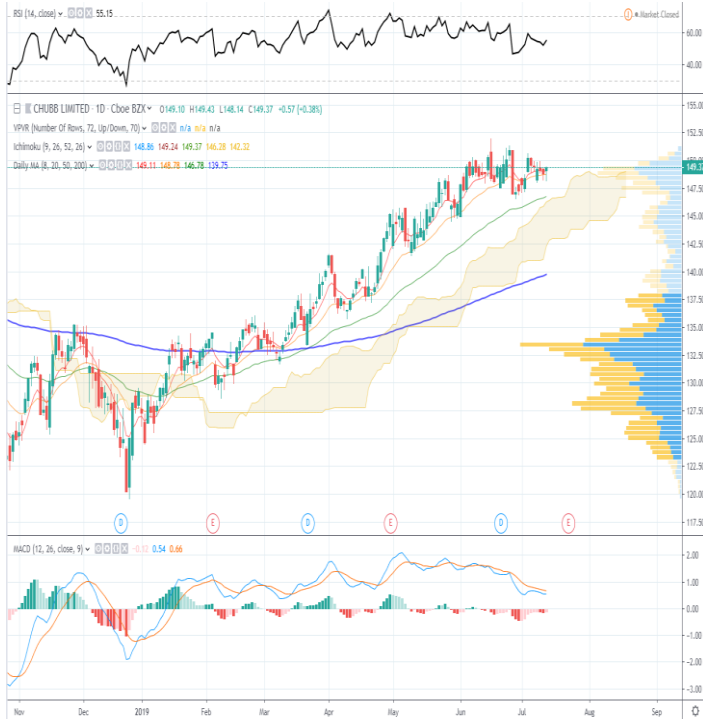 RSI (14, close) 55.15
Market Closed
60.00
40.00
CHUBB LIMITED · 1D · Cboe BZX O149.10 H149.43 L148.14 C149.37 +0.57 (+0.38%)
VPVR (Number Of Rows, 72, Up/Down, 70) n/a n/a n/a
Ichimoku (9, 26, 52, 26) 148.86 149.24 149.37 146.28 142.32
Daily MA (8, 20, 50, 200) 149.11 148.78 146.78 139.75
155.00
149.37
147.50
145.00
142.50
140.00
137.50
135.00
132.50
130.00
127.50
125.00
122.50
120.00
117.50
D E D E D E
MACD (12, 26, close, 9) -0.12 0.54 0.66
2.00
1.00
0.00
-1.00
-2.00
-3.00
Nov Dec 2019 Feb Mar Apr May Jun Jul Aug Sep